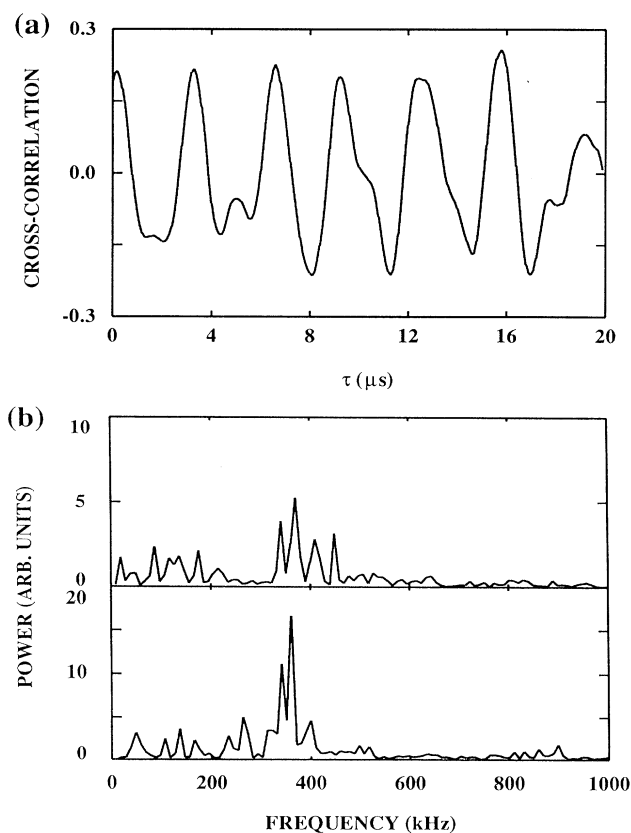 (a)
0.3
0.0
-0.3
CROSS-CORRELATION
0 4 8 12 16 20
τ (μs)
(b)
10
5
0
20
10
0
POWER (ARB. UNITS)
0 200 400 600 800 1000
FREQUENCY (kHz)